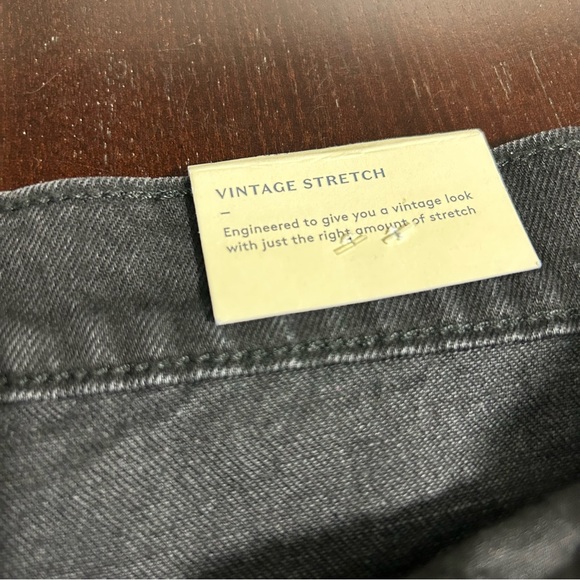 VINTAGE STRETCH
–
Engineered to give you a vintage look
with just the right amount of stretch